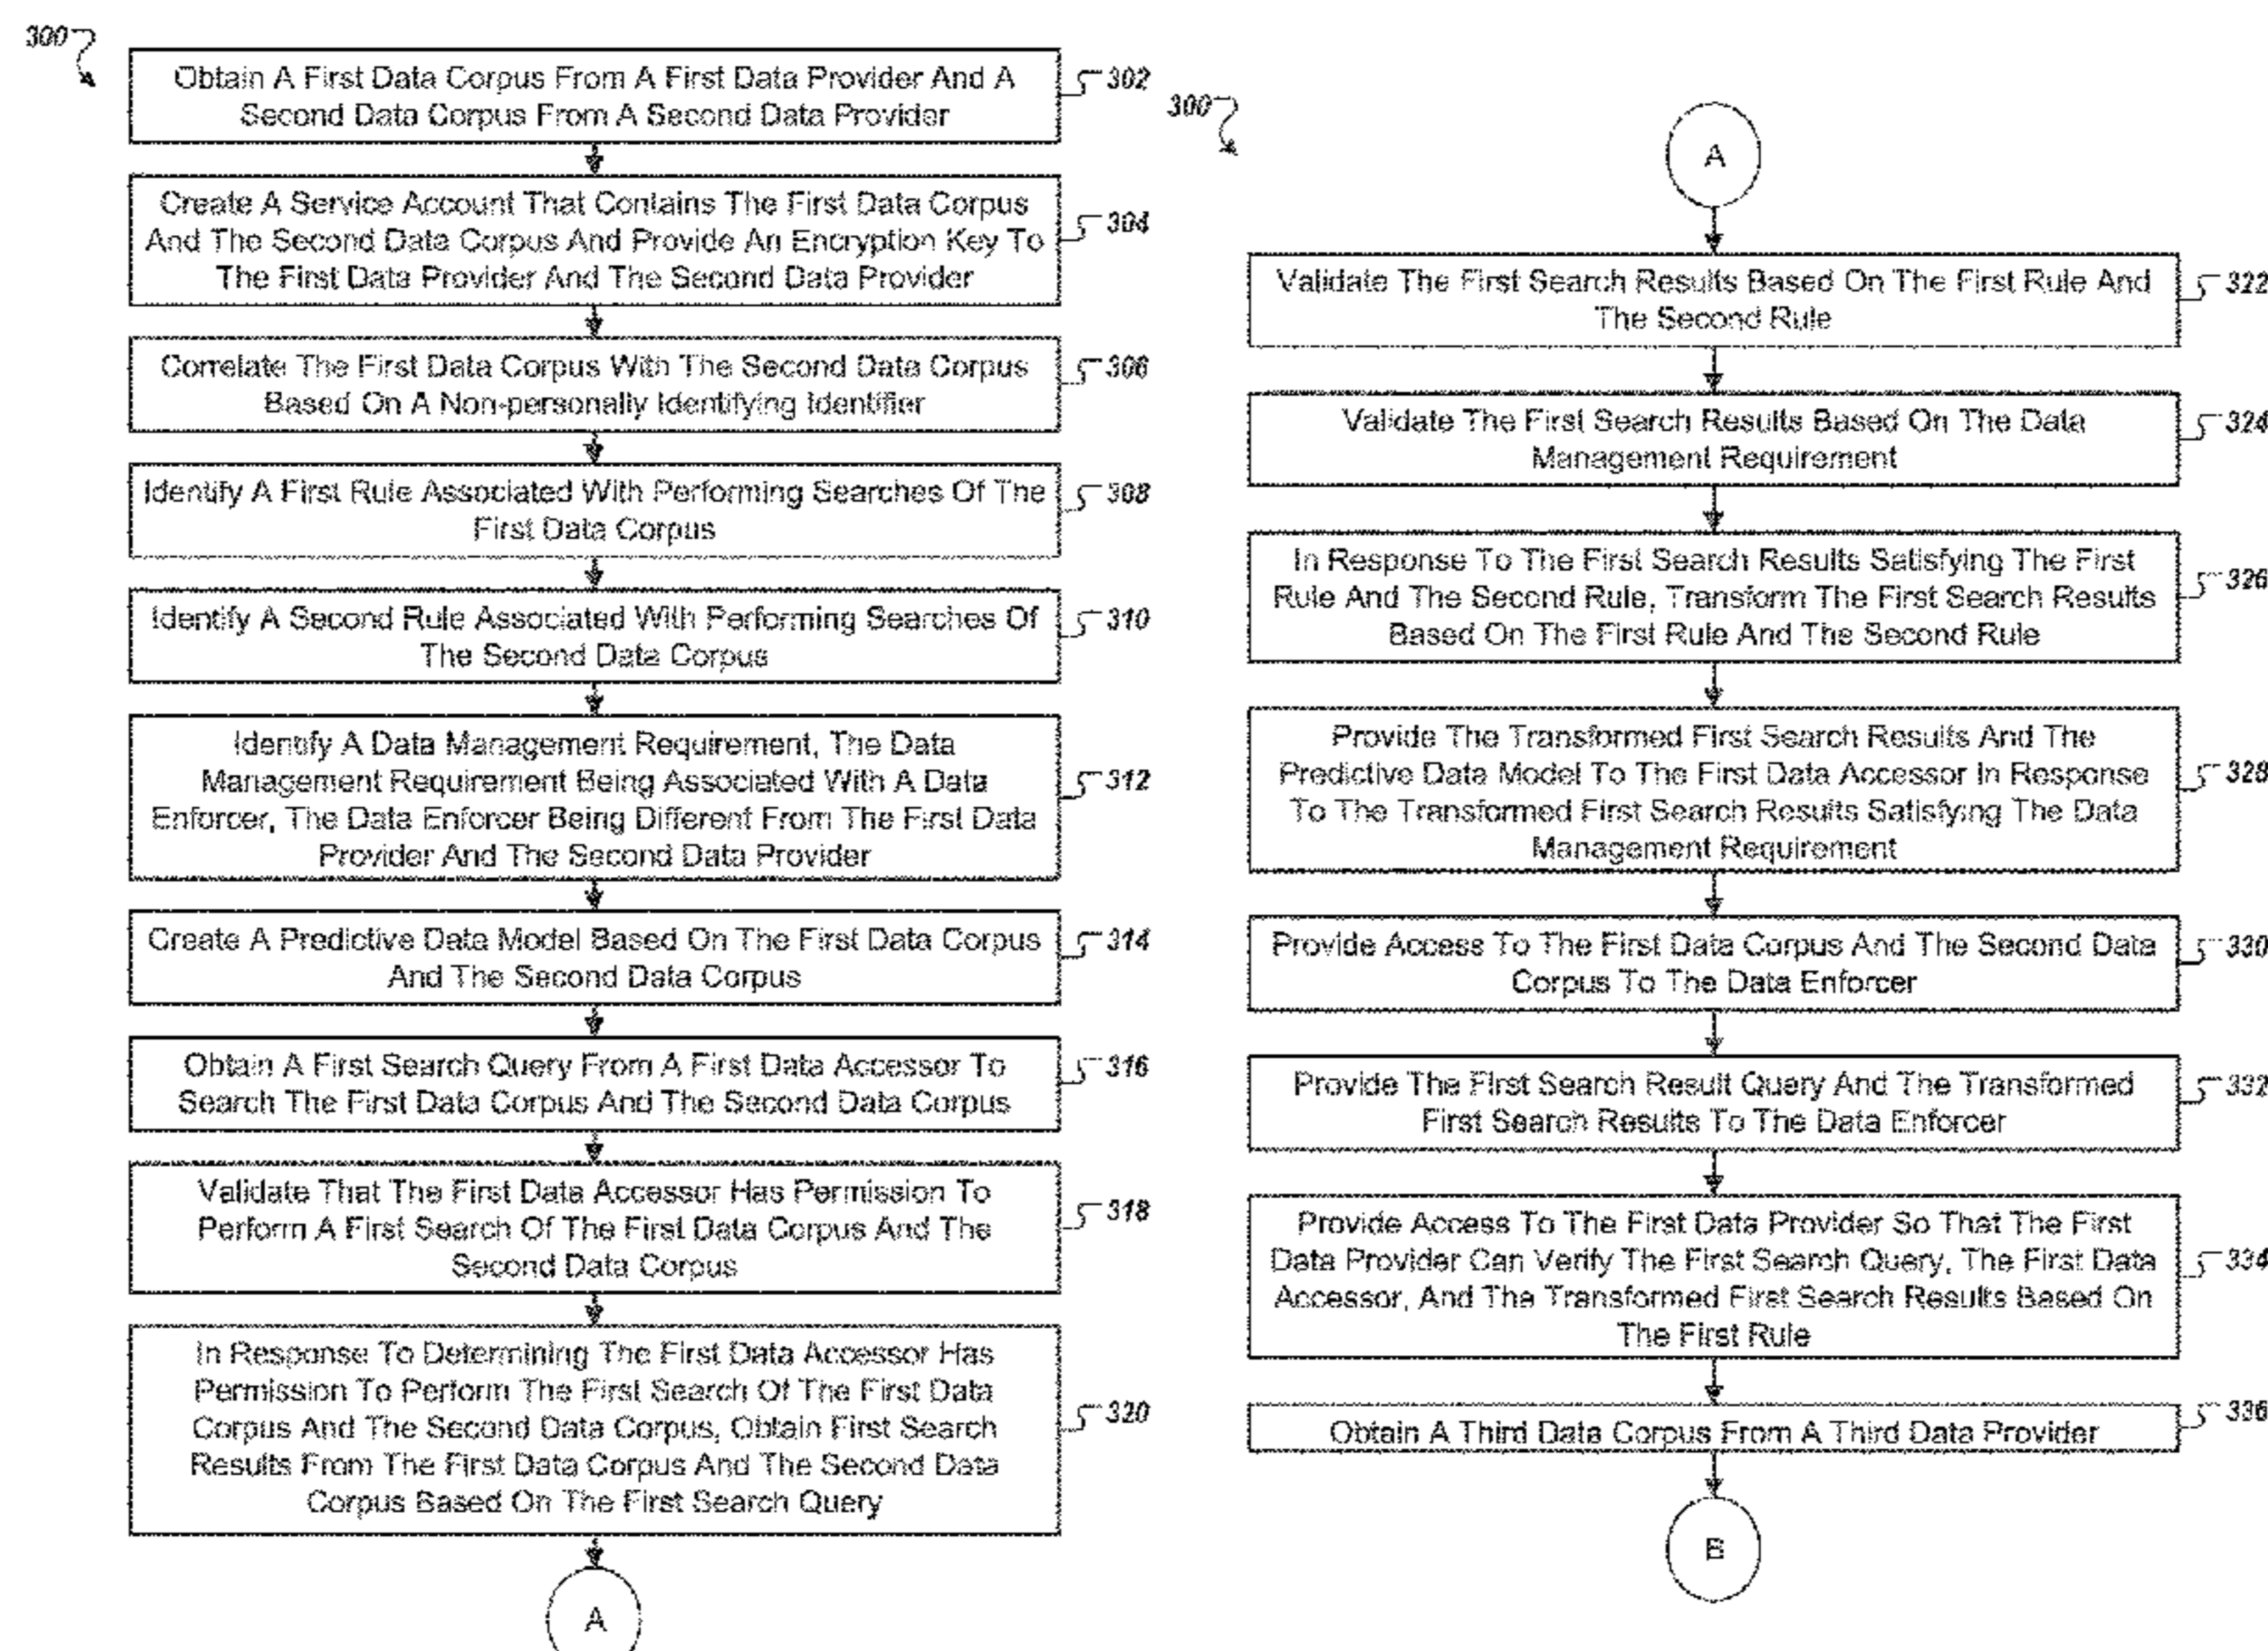 300
Obtain A First Data Corpus From A First Data Provider And A
Second Data Corpus From A Second Data Provider
302
Create A Service Account That Contains The First Data Corpus
And The Second Data Corpus And Provide An Encryption Key To
The First Data Provider And The Second Data Provider
304
Correlate The First Data Corpus With The Second Data Corpus
Based On A Non-personally Identifying Identifier
306
Identify A First Rule Associated With Performing Searches Of The
First Data Corpus
308
Identify A Second Rule Associated With Performing Searches Of
The Second Data Corpus
310
Identify A Data Management Requirement, The Data
Management Requirement Being Associated With A Data
Enforcer, The Data Enforcer Being Different From The First Data
Provider And The Second Data Provider
312
Create A Predictive Data Model Based On The First Data Corpus
And The Second Data Corpus
314
Obtain A First Search Query From A First Data Accessor To
Search The First Data Corpus And The Second Data Corpus
316
Validate That The First Data Accessor Has Permission To
Perform A First Search Of The First Data Corpus And The
Second Data Corpus
318
In Response To Determining The First Data Accessor Has
Permission To Perform The First Search Of The First Data
Corpus And The Second Data Corpus, Obtain First Search
Results From The First Data Corpus And The Second Data
Corpus Based On The First Search Query
320
A
300
A
Validate The First Search Results Based On The First Rule And
The Second Rule
322
Validate The First Search Results Based On The Data
Management Requirement
324
In Response To The First Search Results Satisfying The First
Rule And The Second Rule, Transform The First Search Results
Based On The First Rule And The Second Rule
326
Provide The Transformed First Search Results And The
Predictive Data Model To The First Data Accessor In Response
To The Transformed First Search Results Satisfying The Data
Management Requirement
328
Provide Access To The First Data Corpus And The Second Data
Corpus To The Data Enforcer
330
Provide The First Search Result Query And The Transformed
First Search Results To The Data Enforcer
332
Provide Access To The First Data Provider So That The First
Data Provider Can Verify The First Search Query, The First Data
Accessor, And The Transformed First Search Results Based On
The First Rule
334
Obtain A Third Data Corpus From A Third Data Provider
336
B